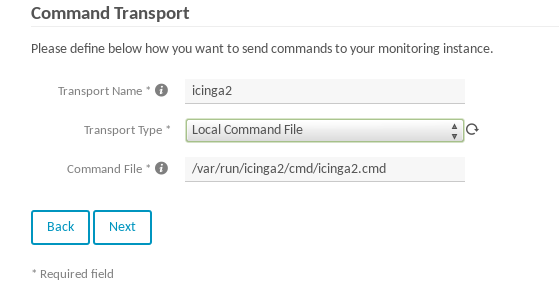 Command Transport
Please define below how you want to send commands to your monitoring instance.
Transport Name * icinga2
Transport Type * Local Command File
Command File * /var/run/icinga2/cmd/icinga2.cmd
Back Next
* Required field